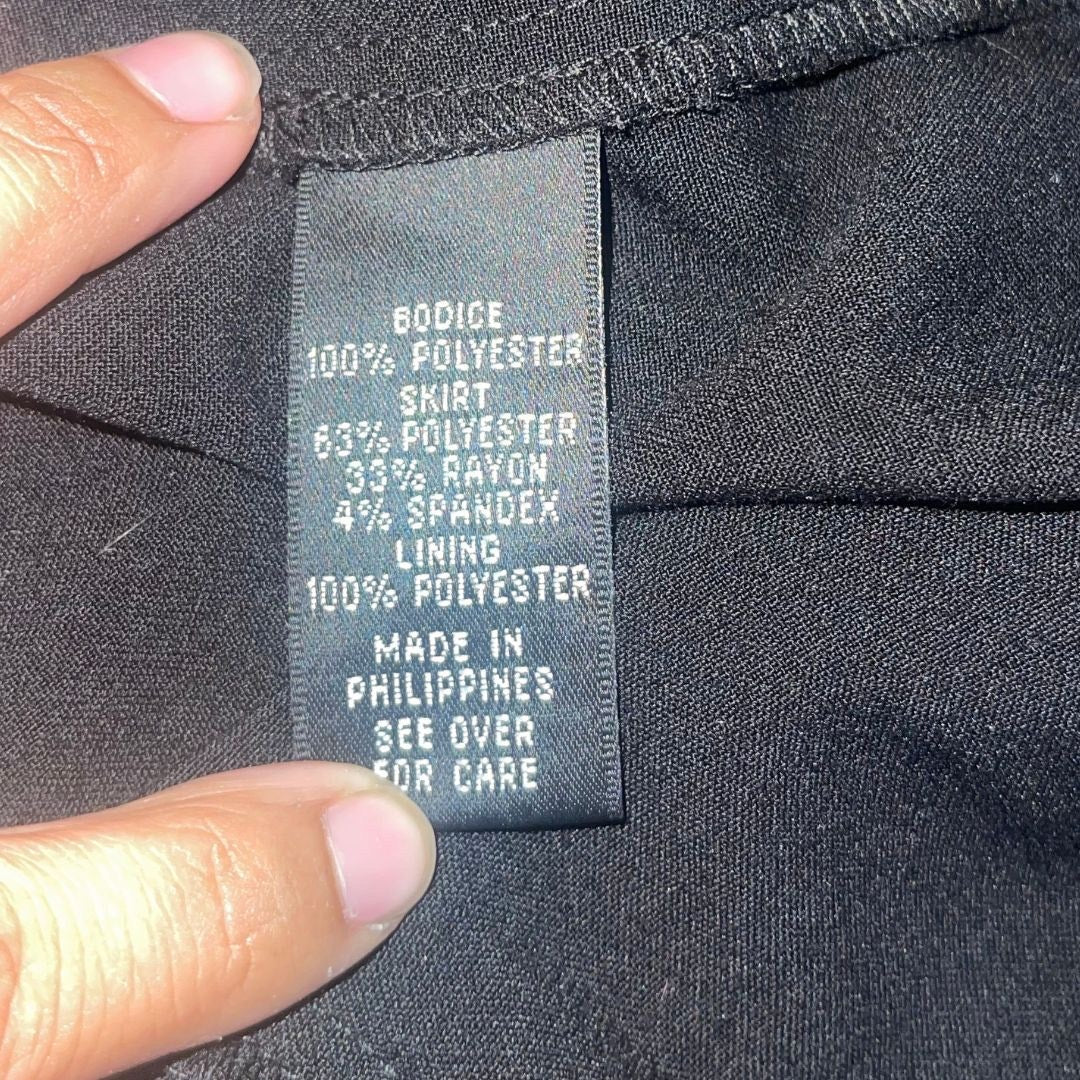 BODICE
100% POLYESTER
SKIRT
63% POLYESTER
33% RAYON
4% SPANDEX
LINING
100% POLYESTER
MADE IN
PHILIPPINES
SEE OVER
FOR CARE